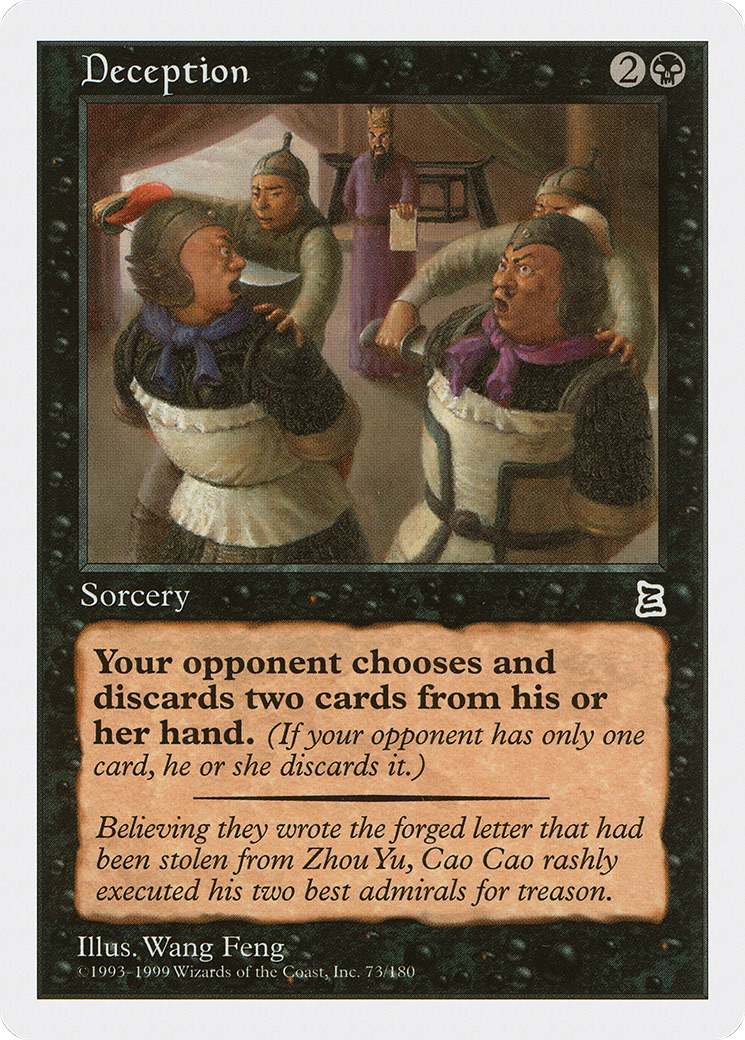 Deception 2
Sorcery
Your opponent chooses and
discards two cards from his or
her hand. (If your opponent has only one
card, he or she discards it.)
Believing they wrote the forged letter that had
been stolen from Zhou Yu, Cao Cao rashly
executed his two best admirals for treason.
Illus. Wang Feng
©1993–1999 Wizards of the Coast, Inc. 73/180